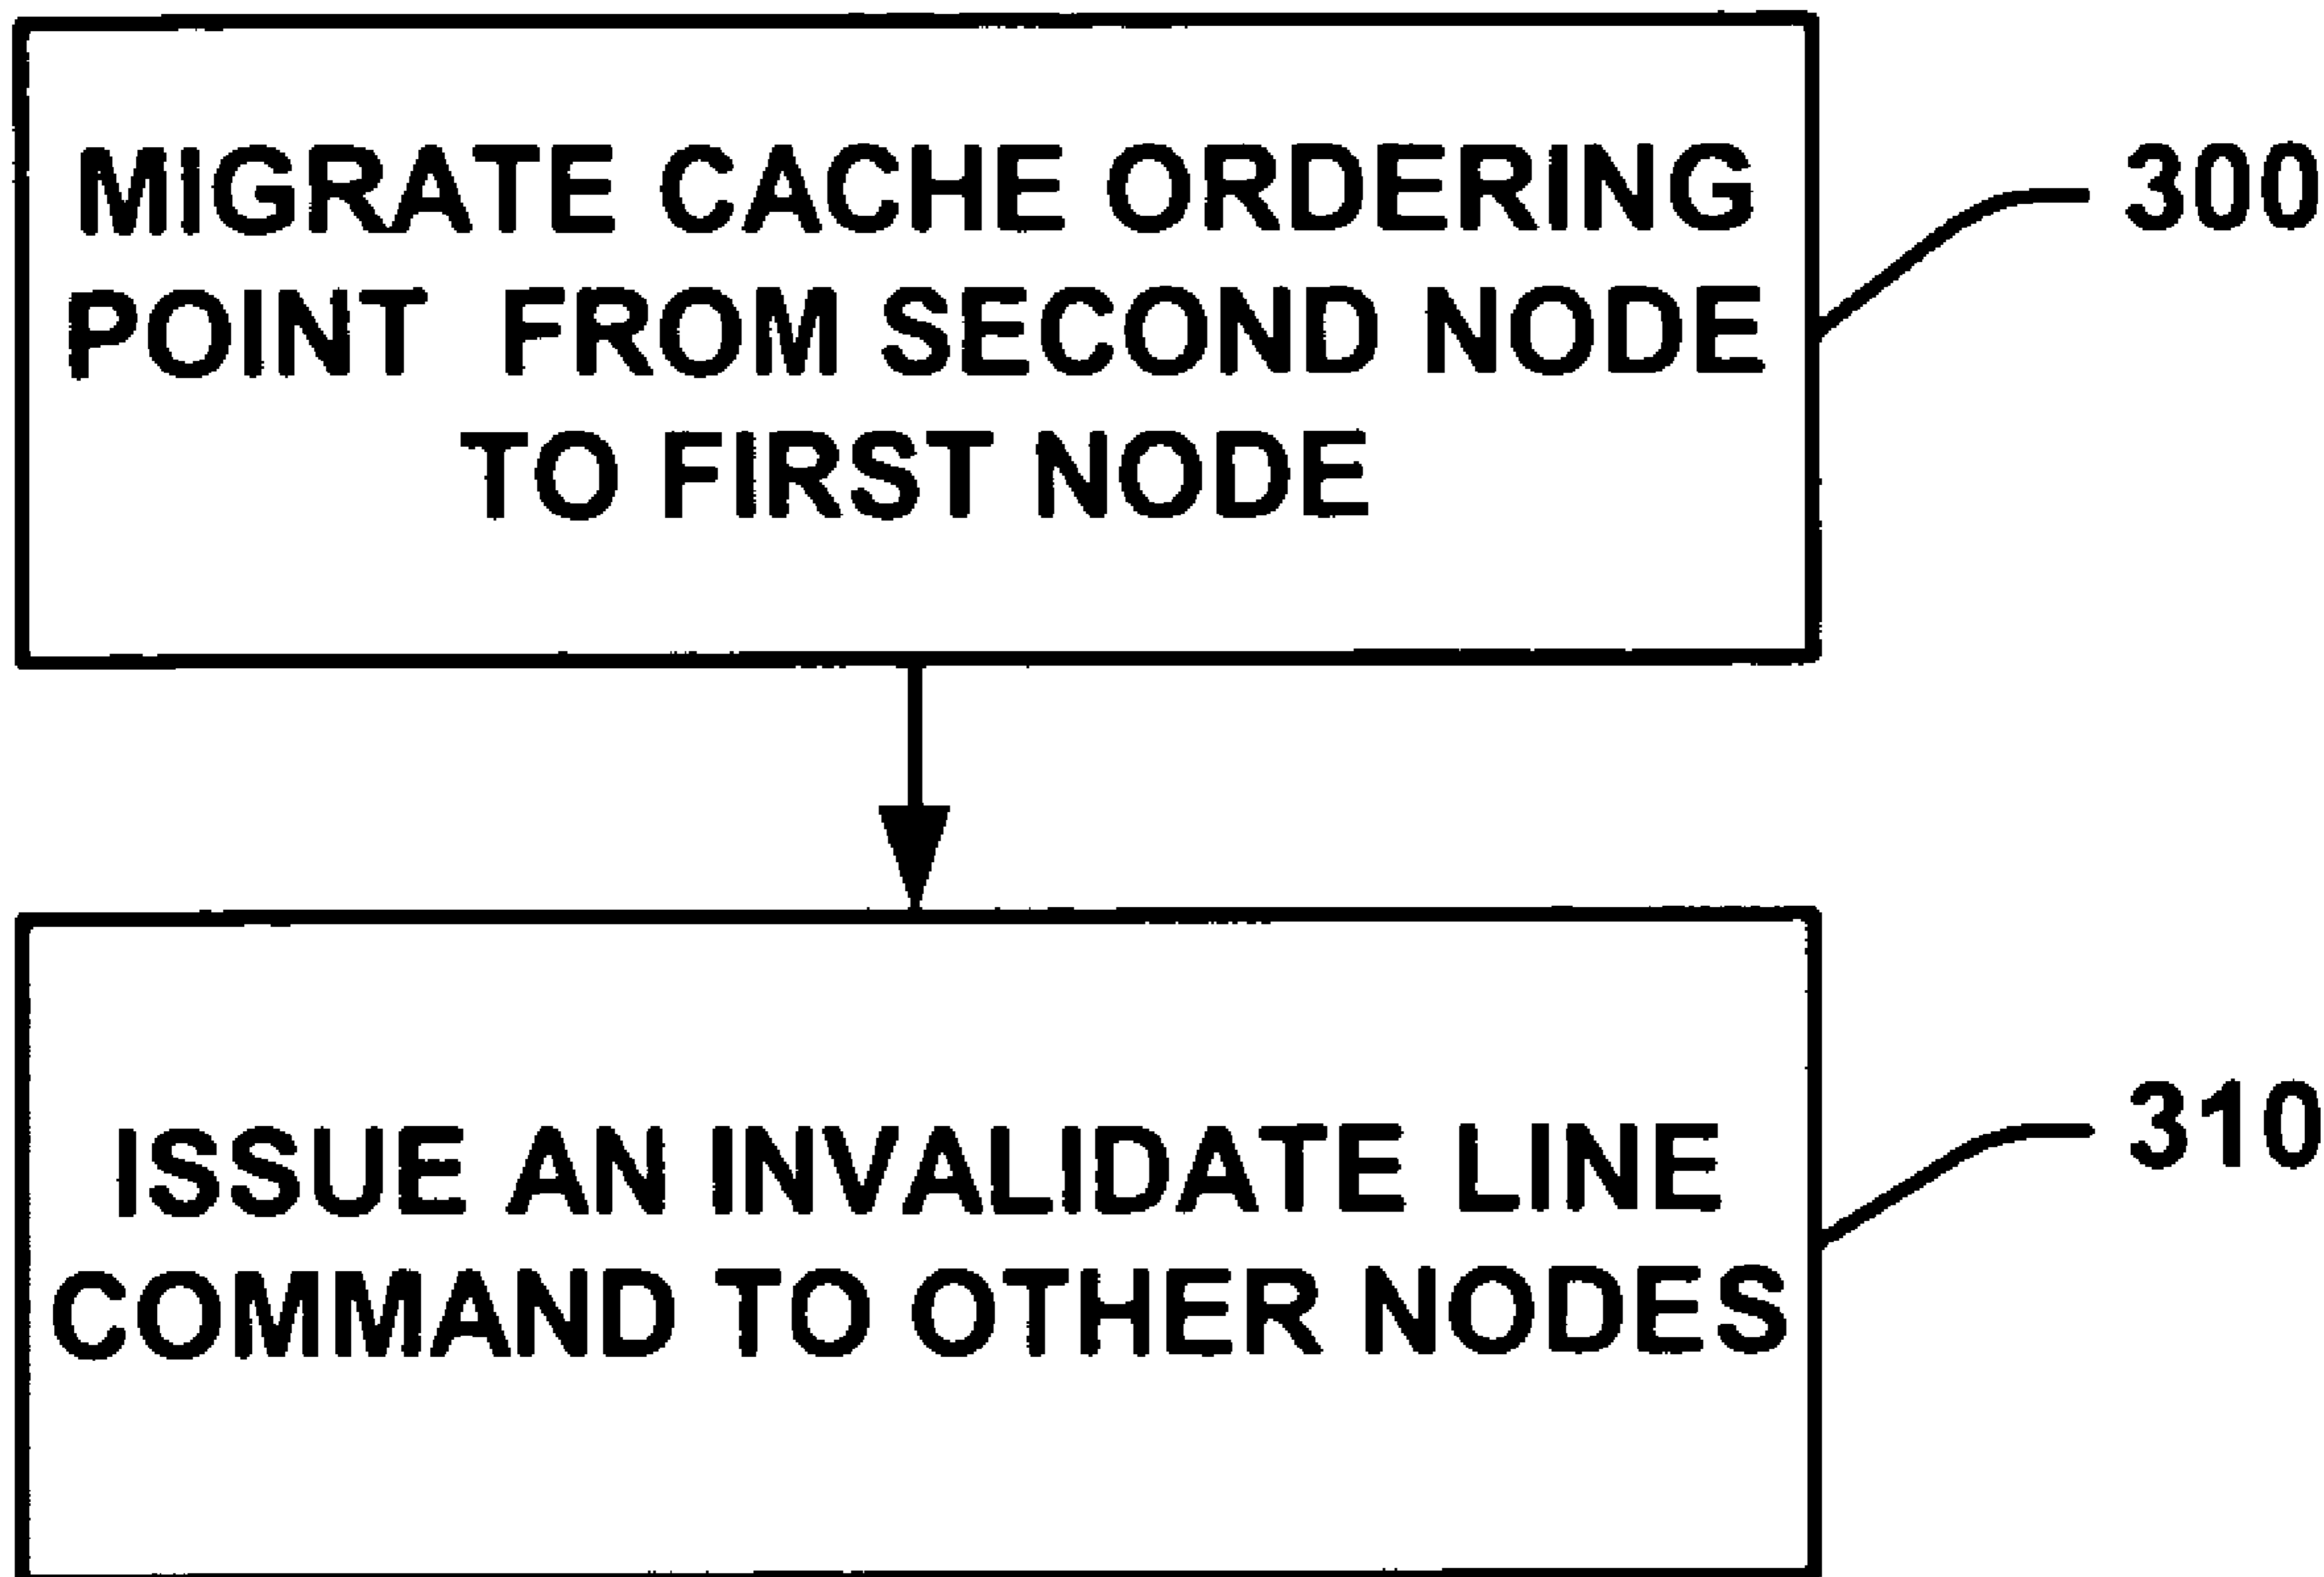 MIGRATE CACHE ORDERING
POINT FROM SECOND NODE
TO FIRST NODE
300
ISSUE AN INVALIDATE LINE
COMMAND TO OTHER NODES
310